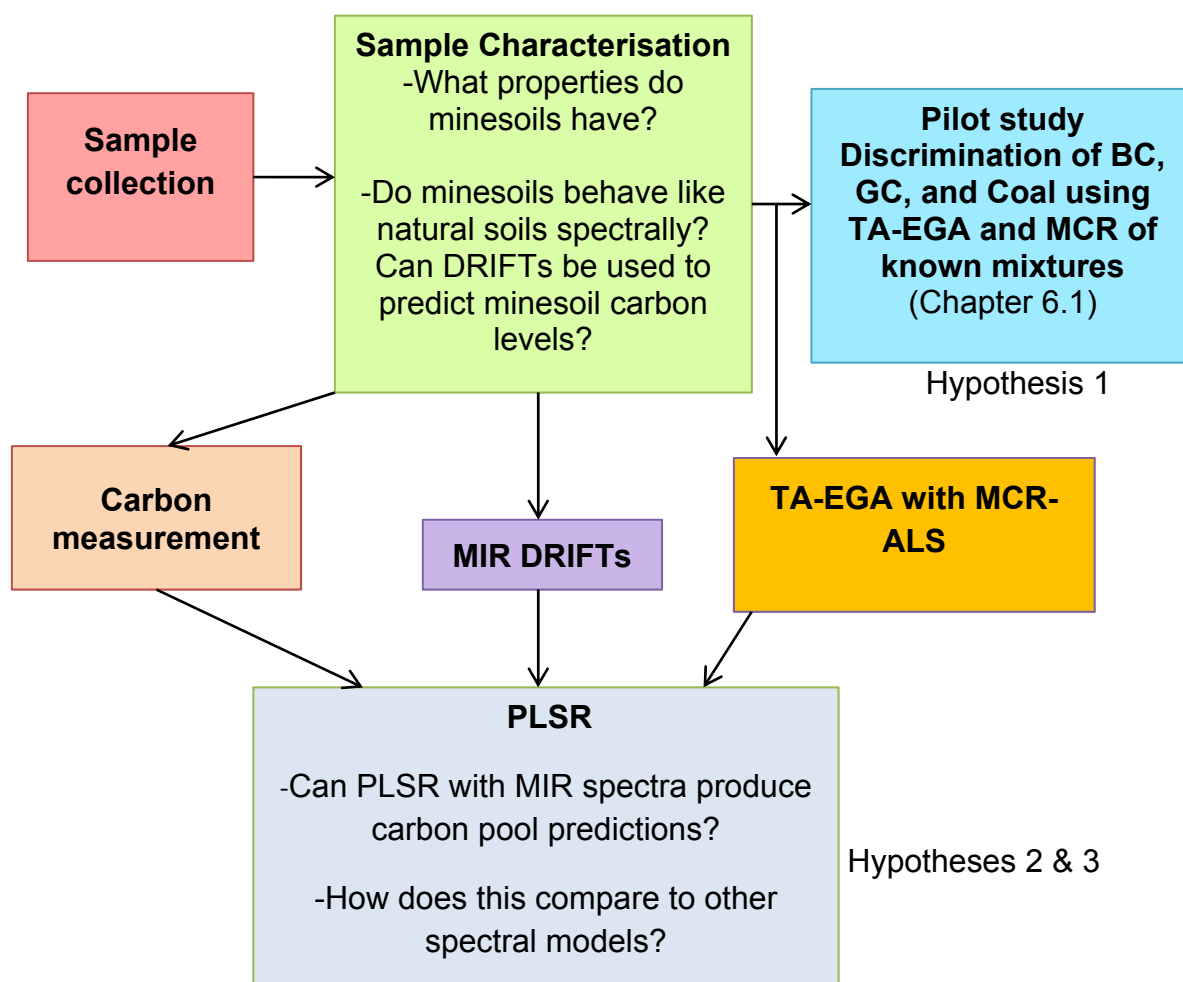 Sample
collection
Sample Characterisation
-What properties do
minesoils have?
-Do minesoils behave like
natural soils spectrally?
Can DRIFTs be used to
predict minesoil carbon
levels?
Pilot study
Discrimination of BC,
GC, and Coal using
TA-EGA and MCR of
known mixtures
(Chapter 6.1)
Hypothesis 1
Carbon
measurement
MIR DRIFTs
TA-EGA with MCR-
ALS
PLSR
-Can PLSR with MIR spectra produce
carbon pool predictions?
-How does this compare to other
spectral models?
Hypotheses 2 & 3